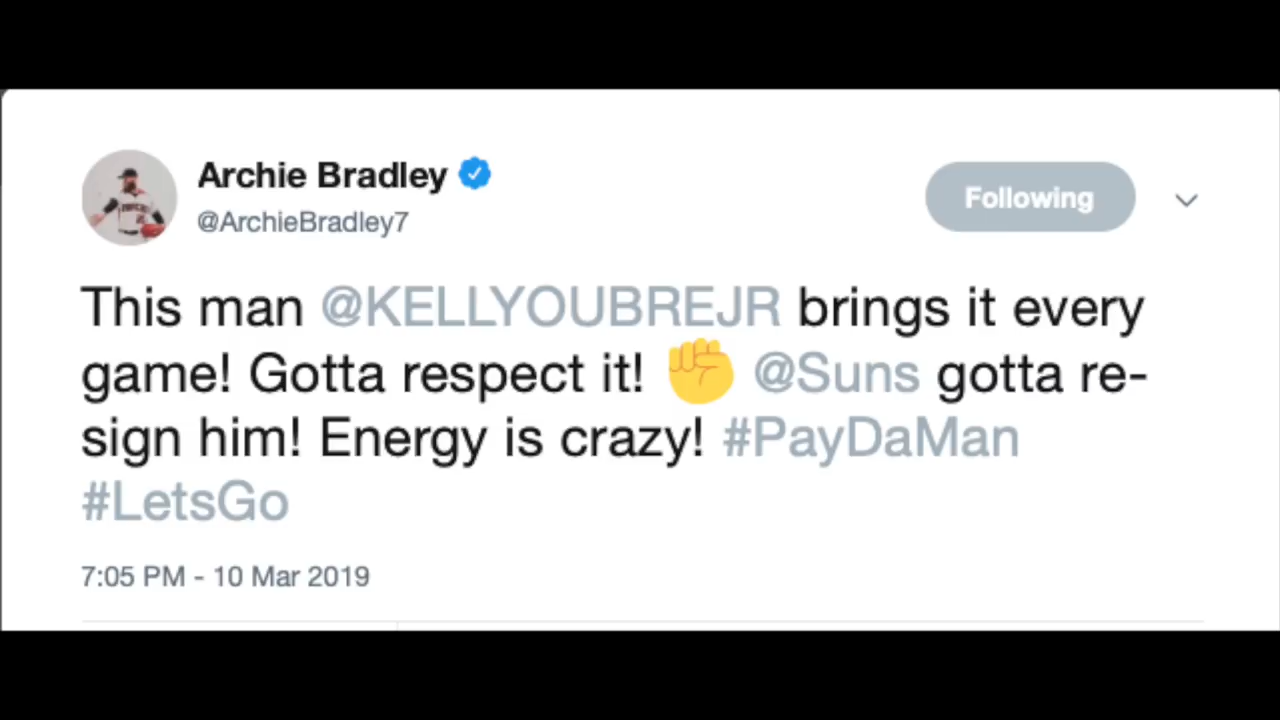 Archie Bradley
@ArchieBradley7
Following
This man @KELLYOUBREJR brings it every
game! Gotta respect it! ✊ @Suns gotta re-
sign him! Energy is crazy! #PayDaMan
#LetsGo
7:05 PM - 10 Mar 2019